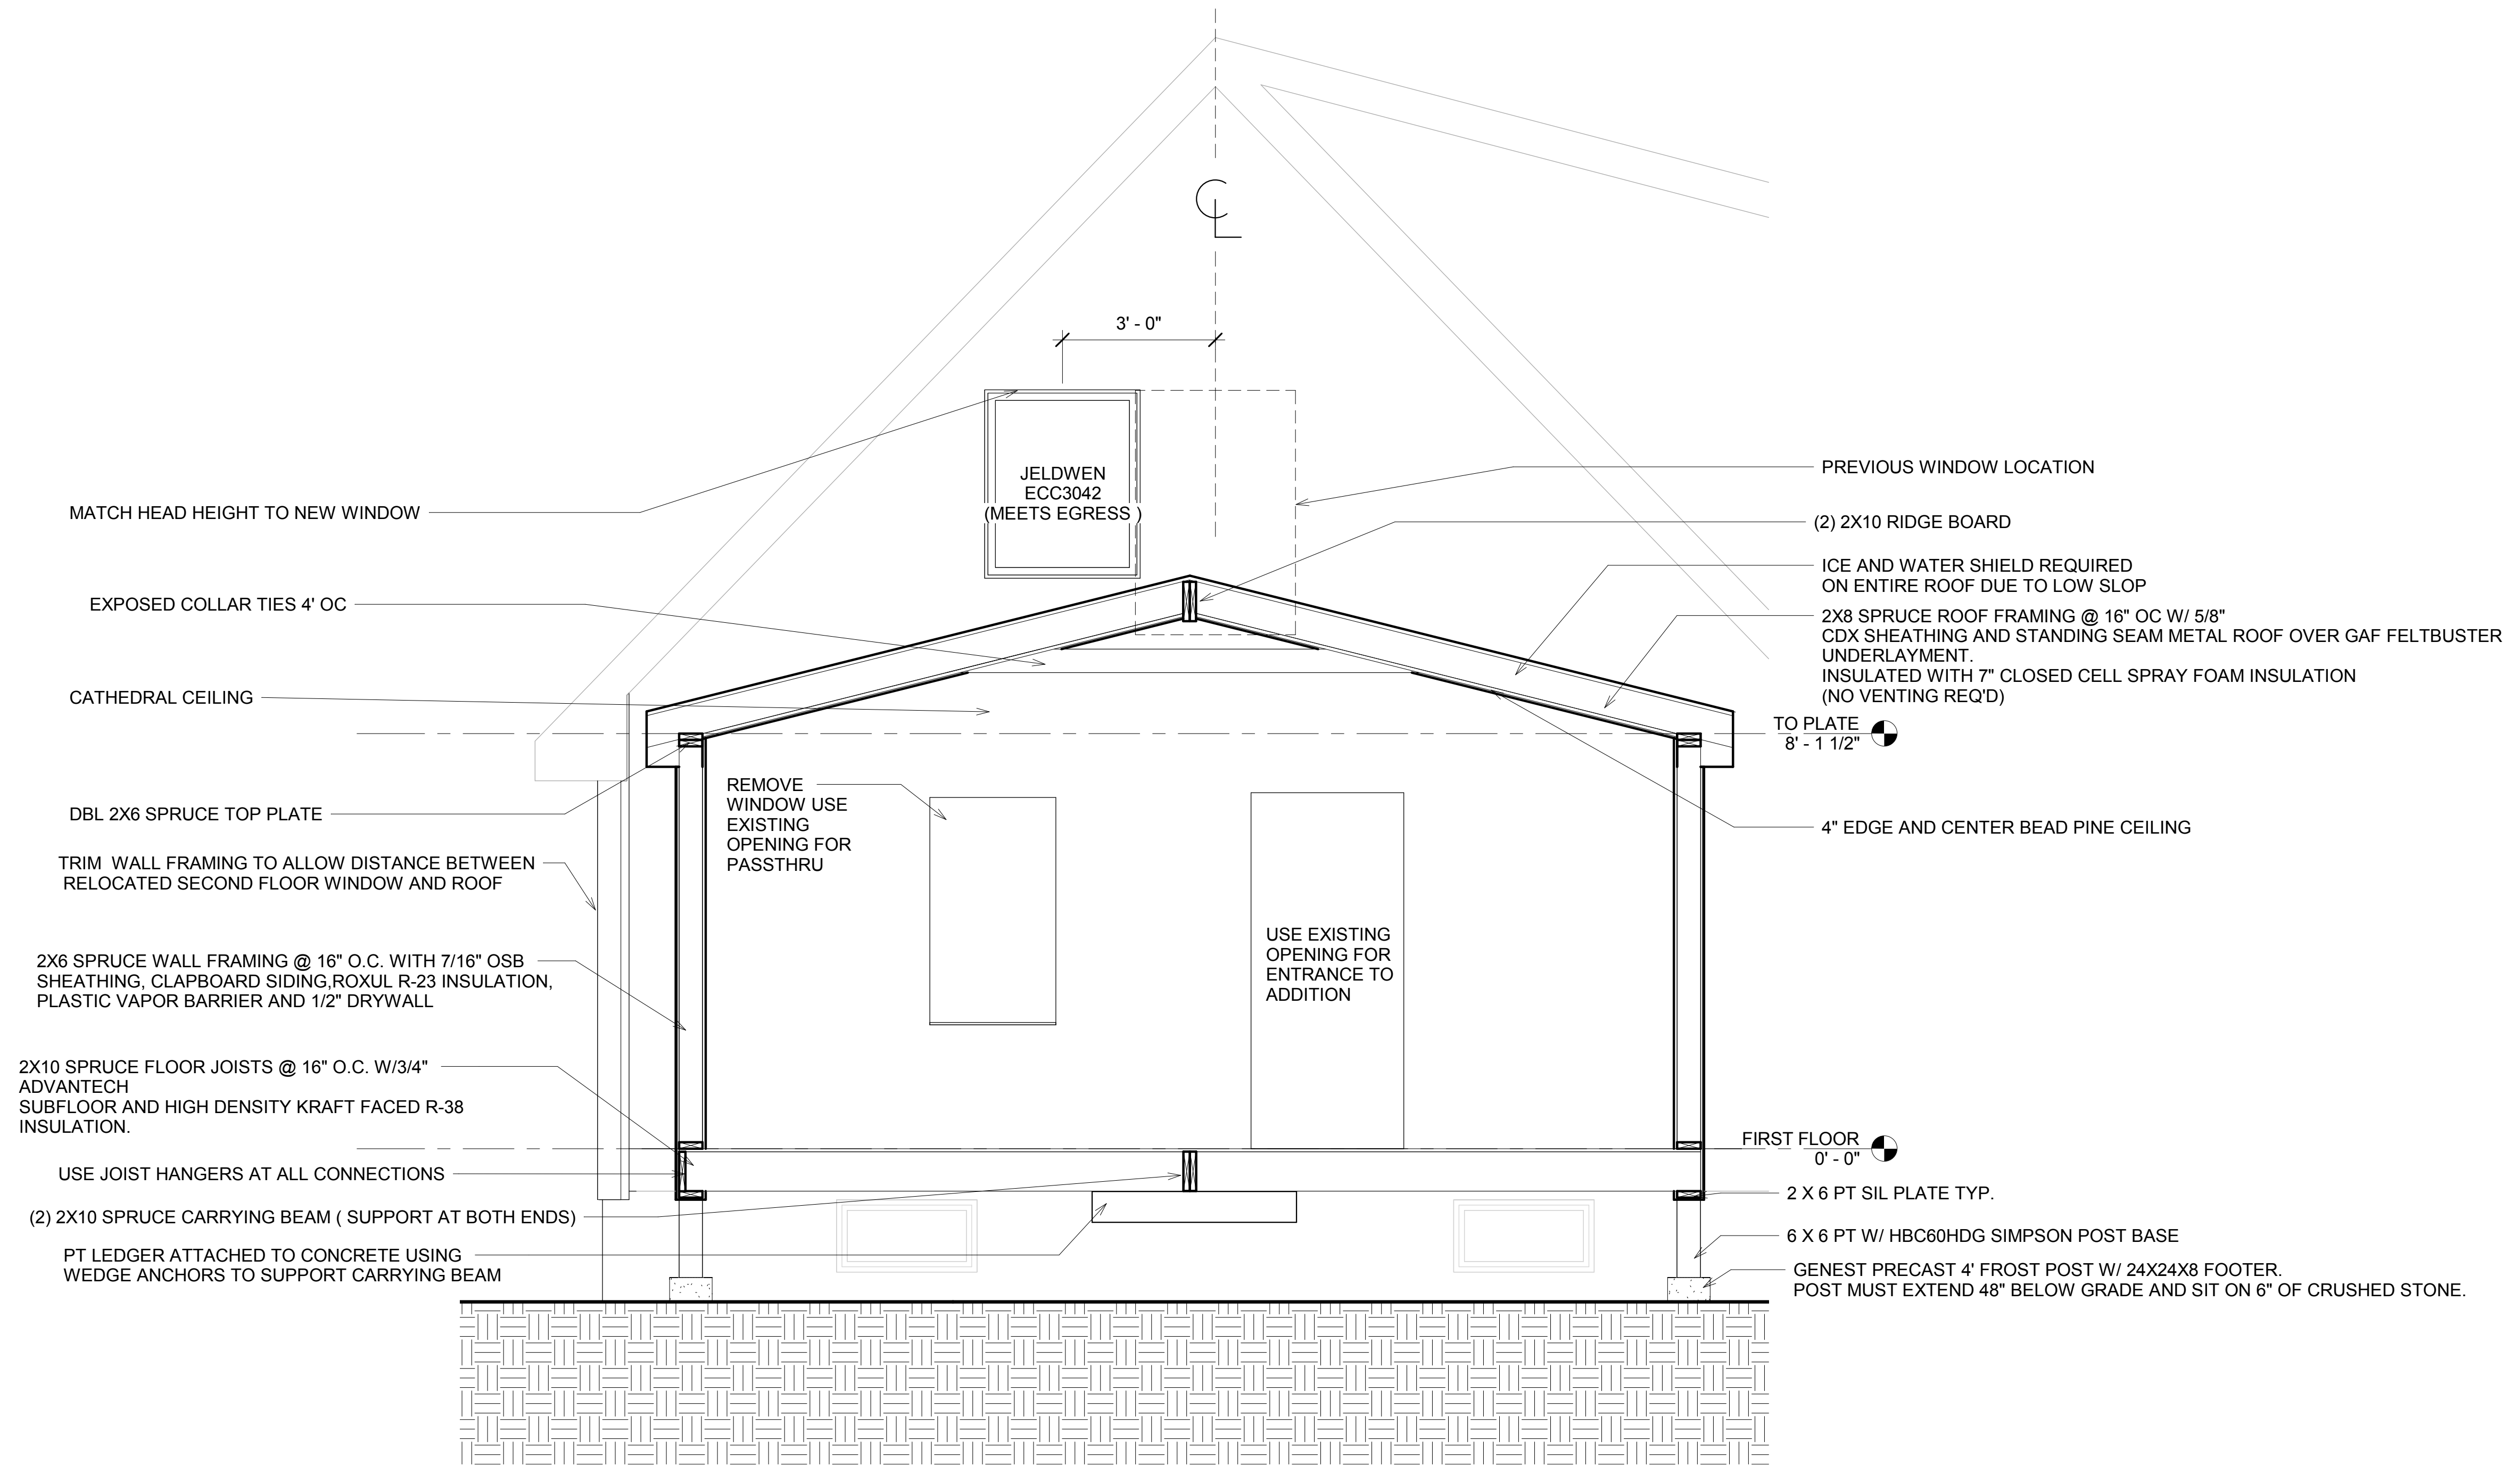 3' - 0"
JELDWEN
ECC3042
(MEETS EGRESS )
MATCH HEAD HEIGHT TO NEW WINDOW
EXPOSED COLLAR TIES 4' OC
CATHEDRAL CEILING
DBL 2X6 SPRUCE TOP PLATE
TRIM  WALL FRAMING TO ALLOW DISTANCE BETWEEN
RELOCATED SECOND FLOOR WINDOW AND ROOF
2X6 SPRUCE WALL FRAMING @ 16" O.C. WITH 7/16" OSB
SHEATHING, CLAPBOARD SIDING,ROXUL R-23 INSULATION,
PLASTIC VAPOR BARRIER AND 1/2" DRYWALL
2X10 SPRUCE FLOOR JOISTS @ 16" O.C. W/3/4"
ADVANTECH
SUBFLOOR AND HIGH DENSITY KRAFT FACED R-38
INSULATION.
USE JOIST HANGERS AT ALL CONNECTIONS
(2) 2X10 SPRUCE CARRYING BEAM ( SUPPORT AT BOTH ENDS)
PT LEDGER ATTACHED TO CONCRETE USING
WEDGE ANCHORS TO SUPPORT CARRYING BEAM
REMOVE
WINDOW USE
EXISTING
OPENING FOR
PASSTHRU
USE EXISTING
OPENING FOR
ENTRANCE TO
ADDITION
PREVIOUS WINDOW LOCATION
(2) 2X10 RIDGE BOARD
ICE AND WATER SHIELD REQUIRED
ON ENTIRE ROOF DUE TO LOW SLOP
2X8 SPRUCE ROOF FRAMING @ 16" OC W/ 5/8"
CDX SHEATHING AND STANDING SEAM METAL ROOF OVER GAF FELTBUSTER
UNDERLAYMENT.
INSULATED WITH 7" CLOSED CELL SPRAY FOAM INSULATION
(NO VENTING REQ'D)
TO PLATE
8' - 1 1/2"
4" EDGE AND CENTER BEAD PINE CEILING
FIRST FLOOR
0' - 0"
2 X 6 PT SIL PLATE TYP.
6 X 6 PT W/ HBC60HDG SIMPSON POST BASE
GENEST PRECAST 4' FROST POST W/ 24X24X8 FOOTER.
POST MUST EXTEND 48" BELOW GRADE AND SIT ON 6" OF CRUSHED STONE.